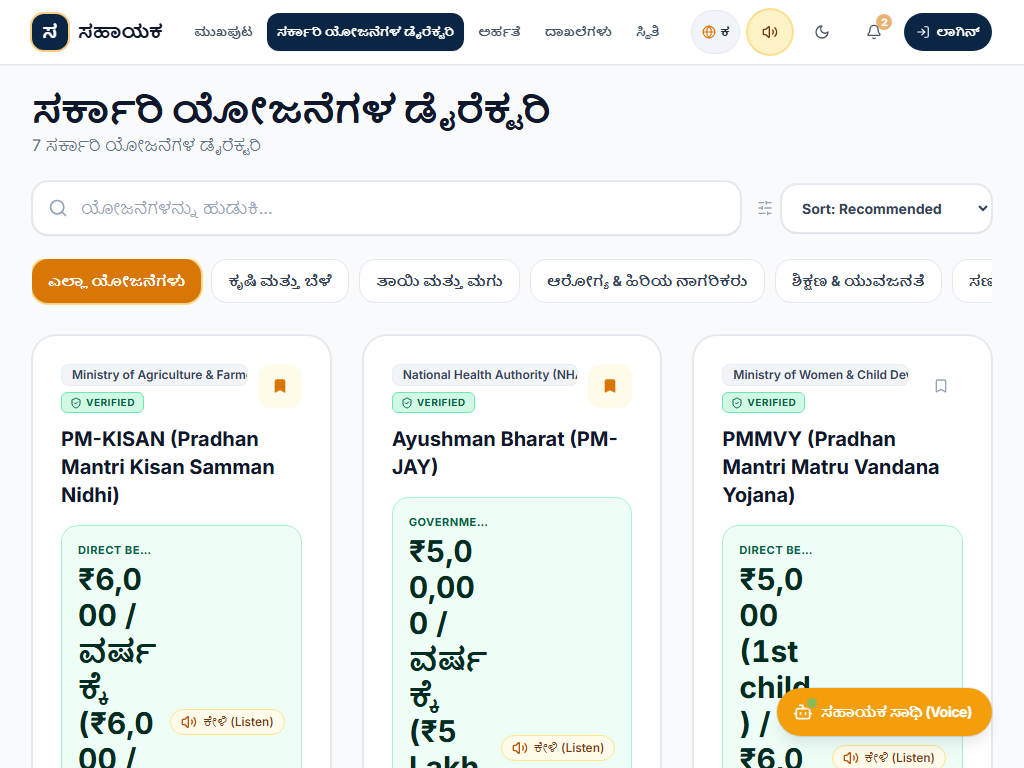 ಸ ಸಹಾಯಕ ಮುಖಪುಟ ಸರ್ಕಾರಿ ಯೋಜನೆಗಳ ಡೈರೆಕ್ಟರಿ ಅರ್ಹತೆ ದಾಖಲೆಗಳು ಸ್ಥಿತಿ ಕ 2 ಲಾಗಿನ್
ಸರ್ಕಾರಿ ಯೋಜನೆಗಳ ಡೈರೆಕ್ಟರಿ
7 ಸರ್ಕಾರಿ ಯೋಜನೆಗಳ ಡೈರೆಕ್ಟರಿ
ಯೋಜನೆಗಳನ್ನು ಹುಡುಕಿ...
Sort: Recommended
ಎಲ್ಲಾ ಯೋಜನೆಗಳು ಕೃಷಿ ಮತ್ತು ಬೆಳೆ ತಾಯಿ ಮತ್ತು ಮಗು ಆರೋಗ್ಯ & ಹಿರಿಯ ನಾಗರಿಕರು ಶಿಕ್ಷಣ & ಯುವಜನತೆ
Ministry of Agriculture & Farm
VERIFIED
PM-KISAN (Pradhan
Mantri Kisan Samman
Nidhi)
DIRECT BE...
₹6,0
00 /
ವರ್ಷ
ಕ್ಕೆ
(₹6,0
00 /
ಕೇಳಿ (Listen)
National Health Authority (NHA
VERIFIED
Ayushman Bharat (PM-
JAY)
GOVERNME...
₹5,0
0,00
0 /
ವರ್ಷ
ಕ್ಕೆ
(₹5
Lakh
ಕೇಳಿ (Listen)
Ministry of Women & Child Dev
VERIFIED
PMMVY (Pradhan
Mantri Matru Vandana
Yojana)
DIRECT BE...
₹5,0
00
(1st
child
) /
₹6,0
ಕೇಳಿ (Listen)
ಸಹಾಯಕ ಸಾಥಿ (Voice)